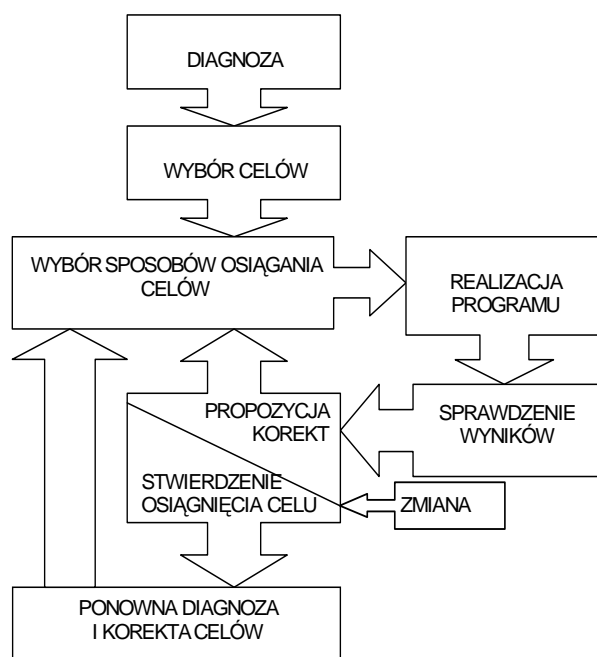 DIAGNOZA
WYBÓR CELÓW
WYBÓR SPOSOBÓW OSIĄGANIA
CELÓW
REALIZACJA
PROGRAMU
SPRAWDZENIE
WYNIKÓW
PROPOZYCJA
KOREKT
STWIERDZENIE
OSIĄGNIĘCIA CELU
ZMIANA
PONOWNA DIAGNOZA
I KOREKTA CELÓW